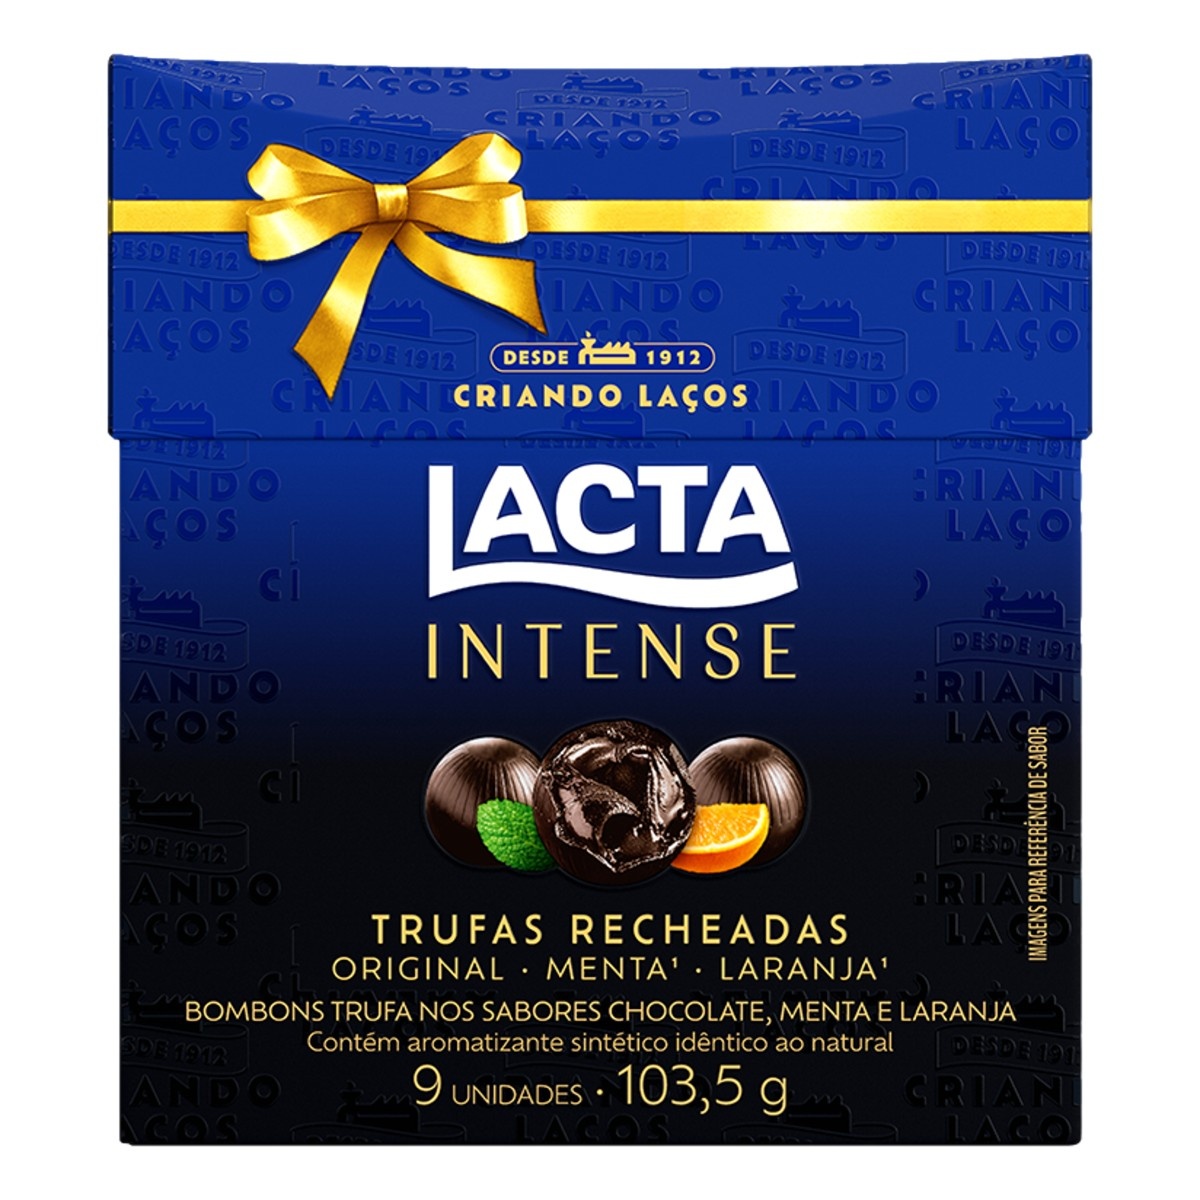 DESDE 1912
CRIANDO LAÇOS
LACTA
INTENSE
TRUFAS RECHEADAS
ORIGINAL · MENTA¹ · LARANJA¹
BOMBONS TRUFA NOS SABORES CHOCOLATE, MENTA E LARANJA
Contém aromatizante sintético idêntico ao natural
9 UNIDADES · 103,5 g
IMAGENS PARA REFERÊNCIA DE SABOR